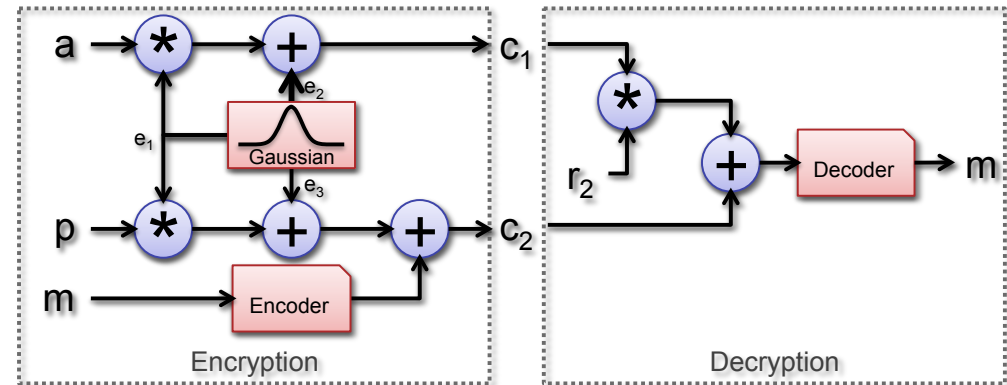 a
*
+
c₁
e₂
*
e₁
Gaussian
e₃
r₂
+
Decoder
m
p
*
+
+
c₂
m
Encoder
Encryption
Decryption